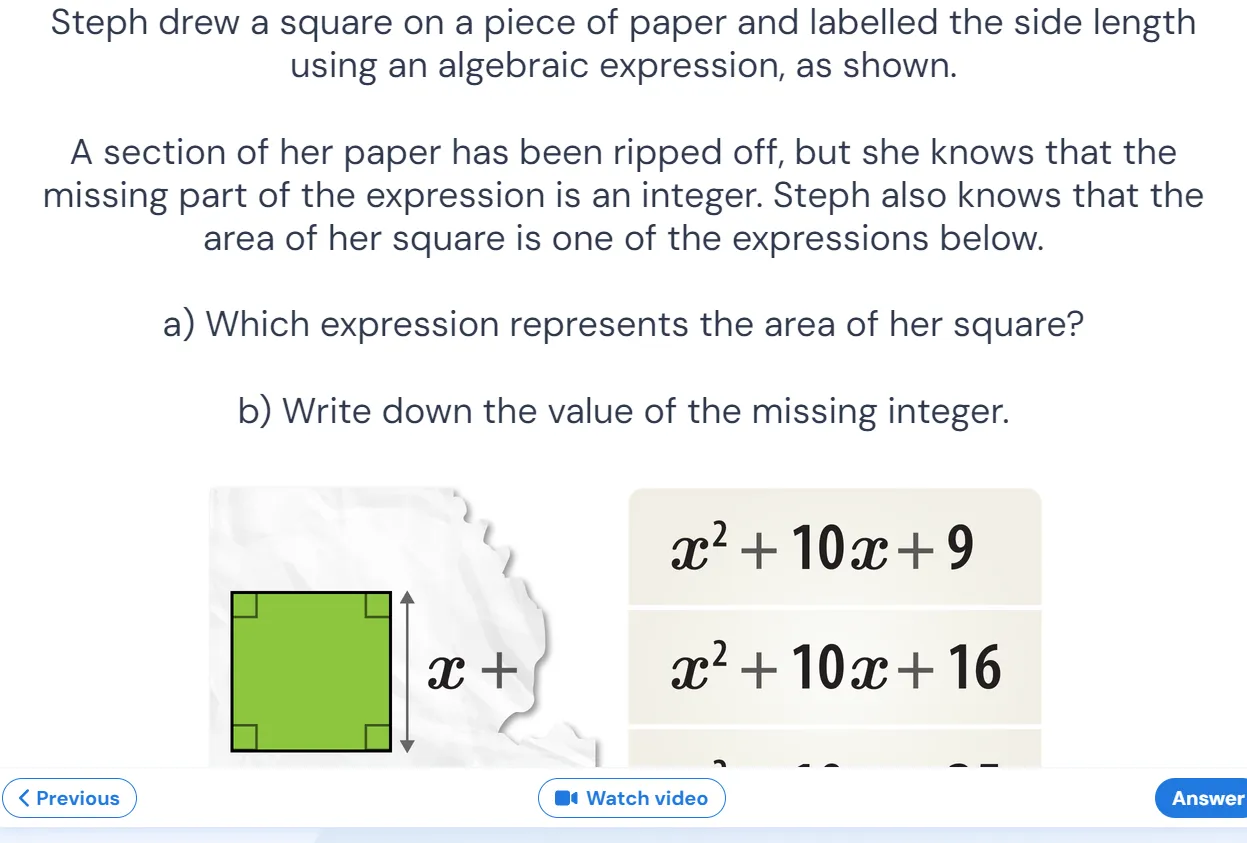 Steph drew a square on a piece of paper and labelled the side length
using an algebraic expression, as shown.
A section of her paper has been ripped off, but she knows that the
missing part of the expression is an integer. Steph also knows that the
area of her square is one of the expressions below.
a) Which expression represents the area of her square?
b) Write down the value of the missing integer.
x +
x² + 10x + 9
x² + 10x + 16
Previous
Watch video
Answer